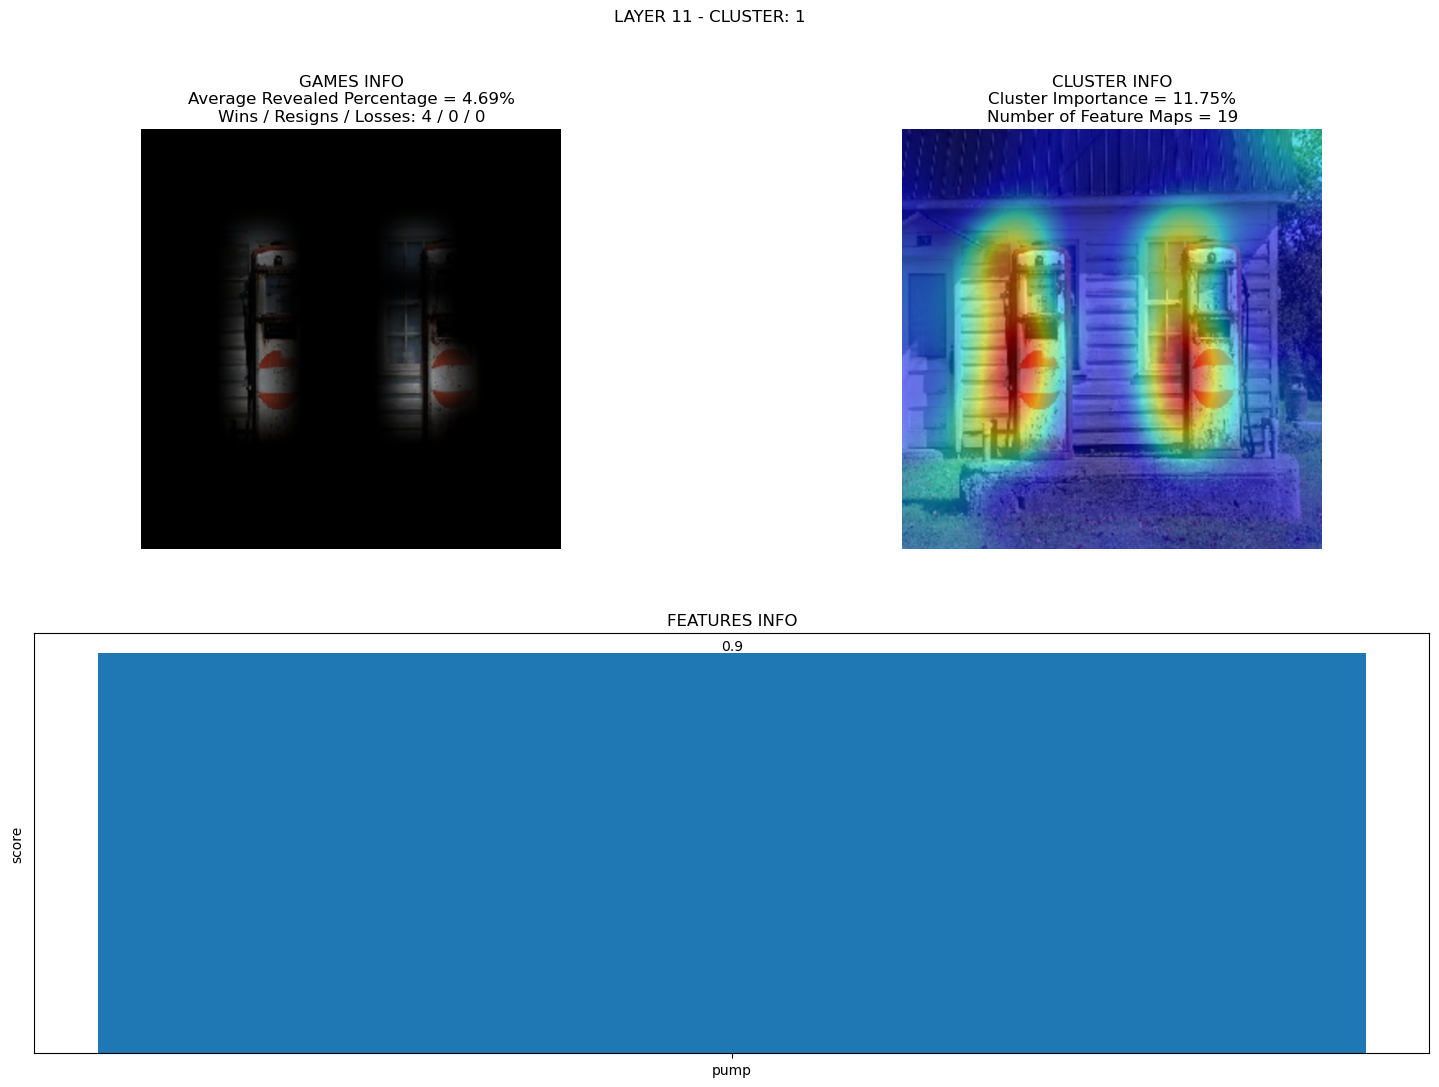 LAYER 11 - CLUSTER: 1
GAMES INFO
Average Revealed Percentage = 4.69%
Wins / Resigns / Losses: 4 / 0 / 0
CLUSTER INFO
Cluster Importance = 11.75%
Number of Feature Maps = 19
FEATURES INFO
0.9
score
pump